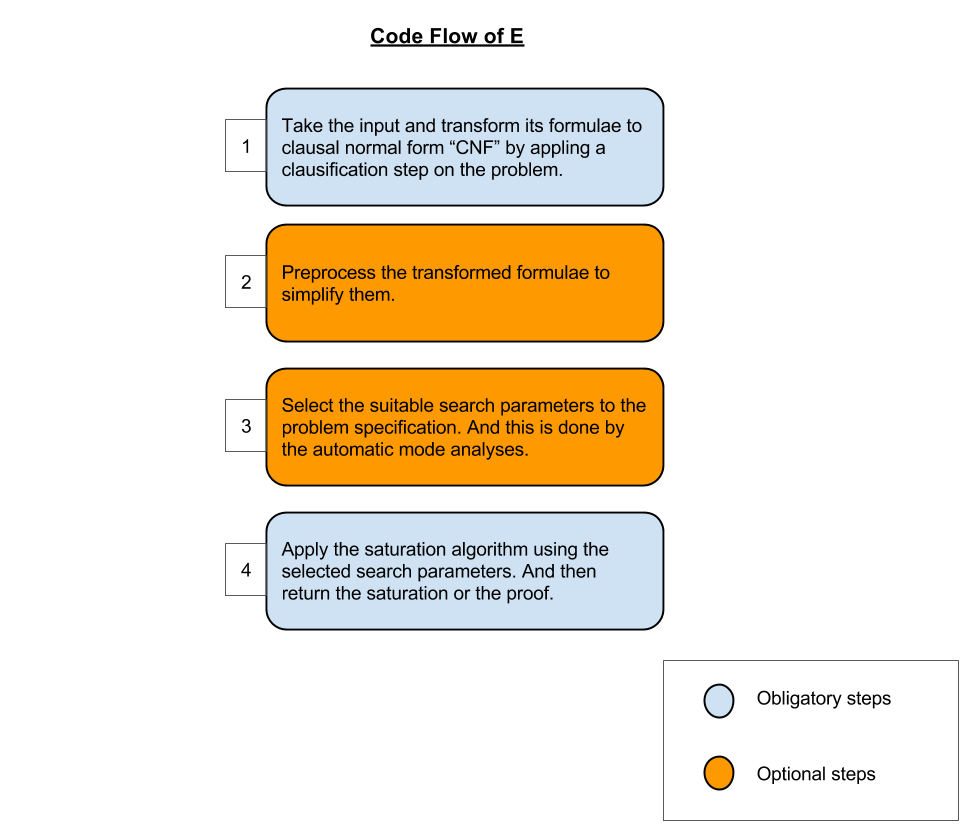 Code Flow of E
1
Take the input and transform its formulae to
clausal normal form “CNF” by appling a
clausification step on the problem.
2
Preprocess the transformed formulae to
simplify them.
3
Select the suitable search parameters to the
problem specification. And this is done by
the automatic mode analyses.
4
Apply the saturation algorithm using the
selected search parameters. And then
return the saturation or the proof.
Obligatory steps
Optional steps